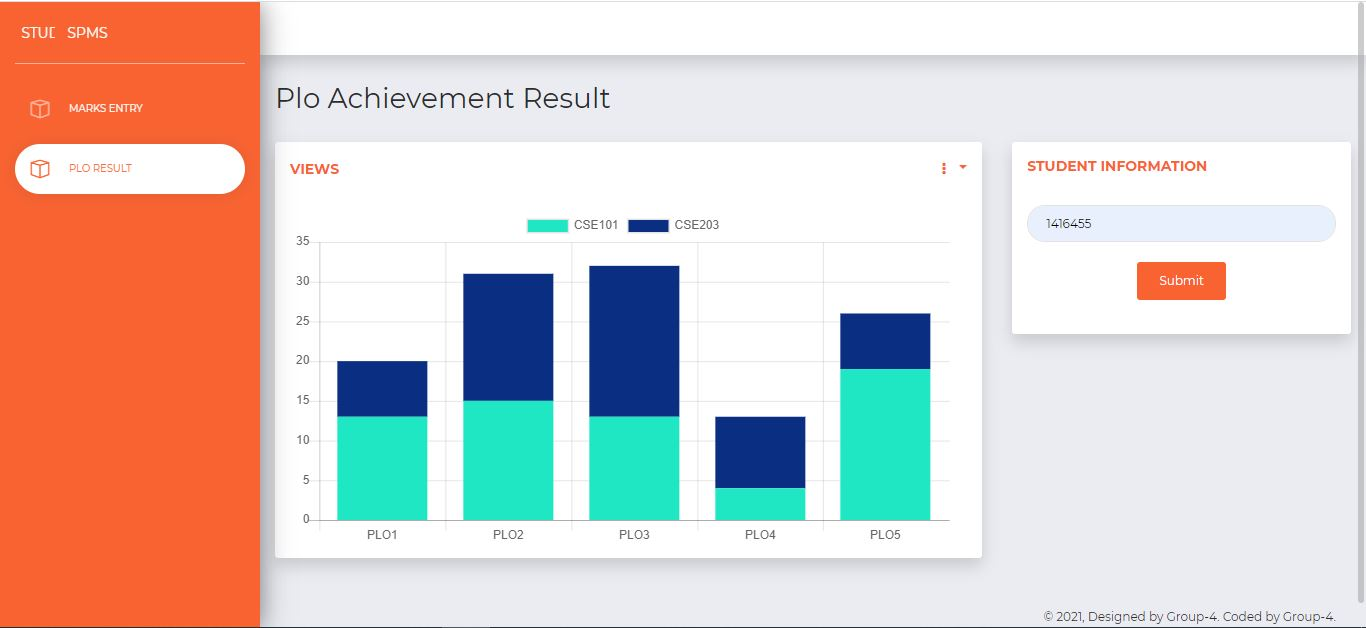 STUD SPMS
MARKS ENTRY
PLO RESULT
Plo Achievement Result
VIEWS
CSE101 CSE203
35
30
25
20
15
10
5
0
PLO1 PLO2 PLO3 PLO4 PLO5
STUDENT INFORMATION
1416455
Submit
© 2021, Designed by Group-4. Coded by Group-4.